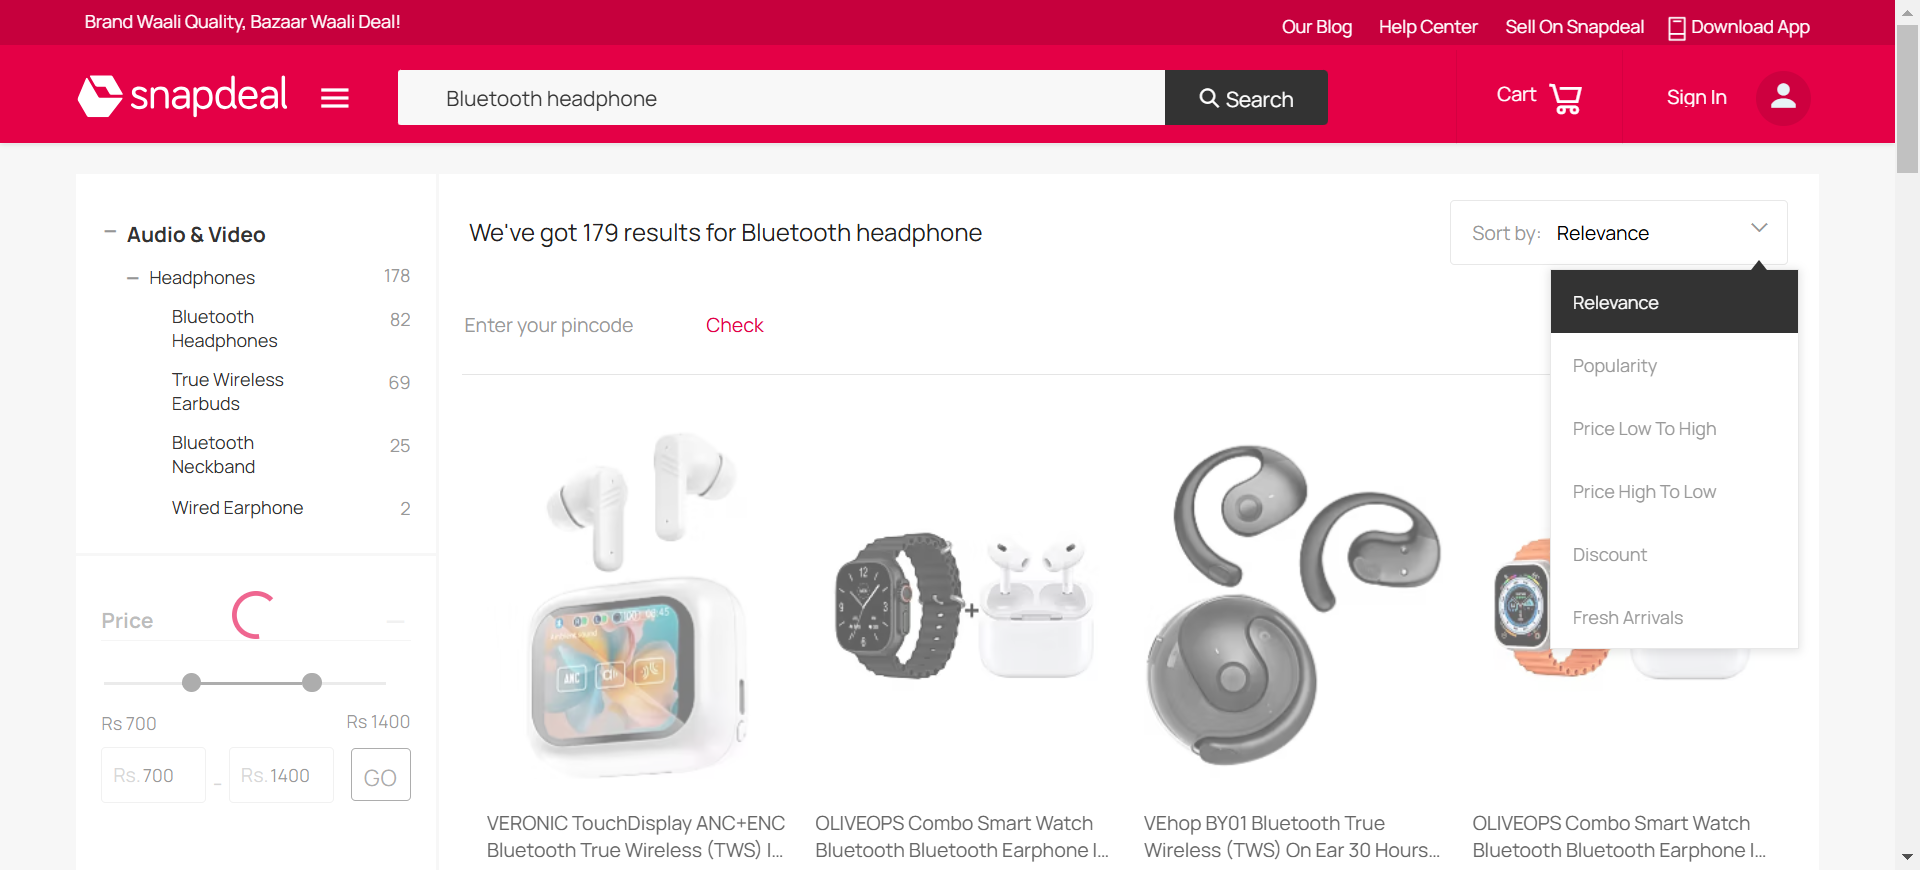 Brand Waali Quality, Bazaar Waali Deal!
Our Blog
Help Center
Sell On Snapdeal
Download App
snapdeal
Bluetooth headphone
Search
Cart
Sign In
Audio & Video
Headphones 178
Bluetooth
Headphones
82
True Wireless
Earbuds
69
Bluetooth
Neckband
25
Wired Earphone 2
Price
Rs 700
Rs 1400
Rs. 700 - Rs. 1400
GO
We've got 179 results for Bluetooth headphone
Sort by: Relevance
Relevance
Popularity
Price Low To High
Price High To Low
Discount
Fresh Arrivals
Enter your pincode
Check
Ambient sound
ANC
VERONIC TouchDisplay ANC+ENC
Bluetooth True Wireless (TWS) I...
OLIVEOPS Combo Smart Watch
Bluetooth Bluetooth Earphone I...
VEhop BY01 Bluetooth True
Wireless (TWS) On Ear 30 Hours...
OLIVEOPS Combo Smart Watch
Bluetooth Bluetooth Earphone I...